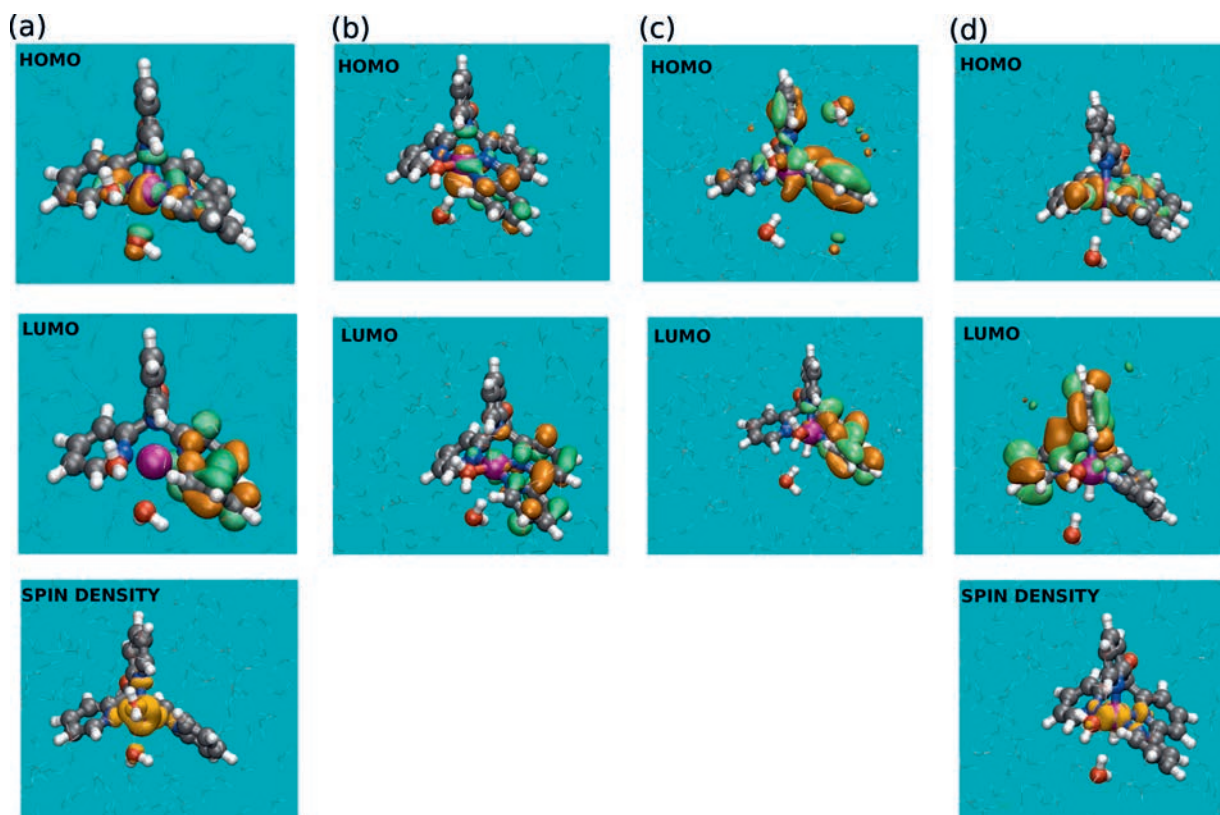 (a)
(b)
(c)
(d)
HOMO
HOMO
HOMO
HOMO
LUMO
LUMO
LUMO
LUMO
SPIN DENSITY
SPIN DENSITY